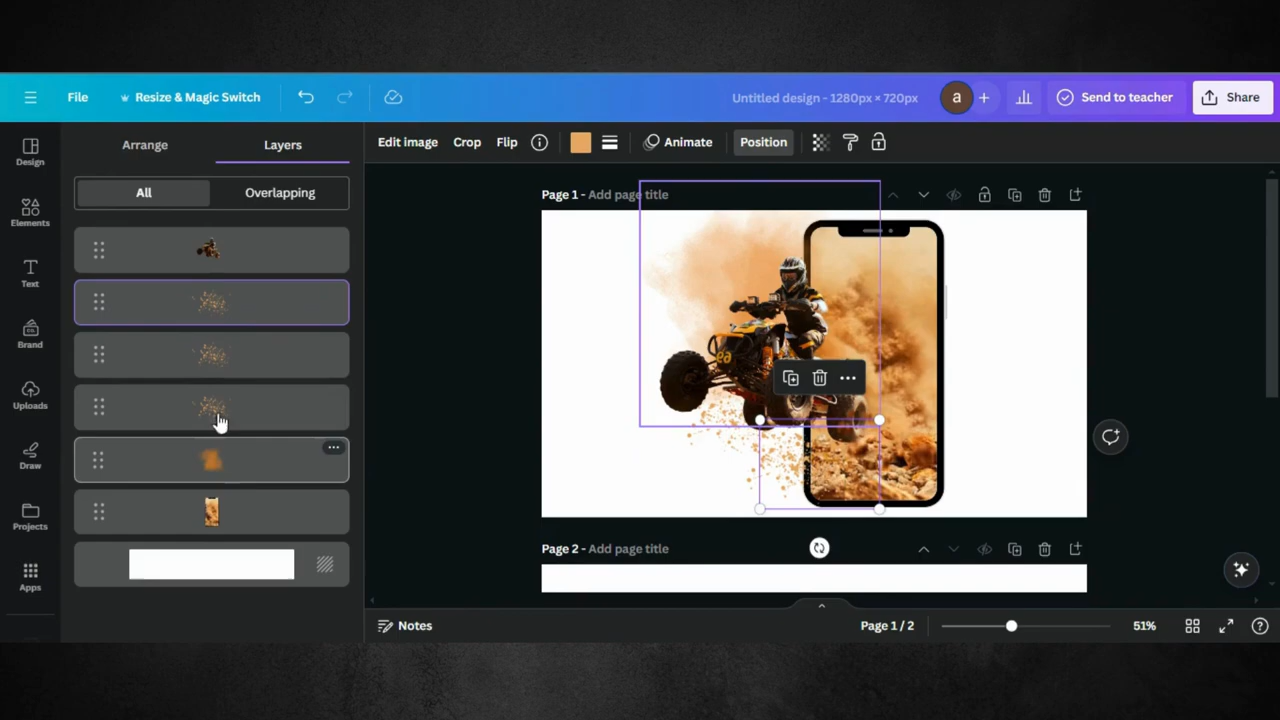 File
Resize & Magic Switch
Untitled design - 1280px × 720px
a
Send to teacher
Share
Design
Elements
Text
Brand
Uploads
Draw
Projects
Apps
Arrange
Layers
All
Overlapping
Edit image
Crop
Flip
Animate
Position
Page 1 - Add page title
Page 2 - Add page title
Notes
Page 1 / 2
51%